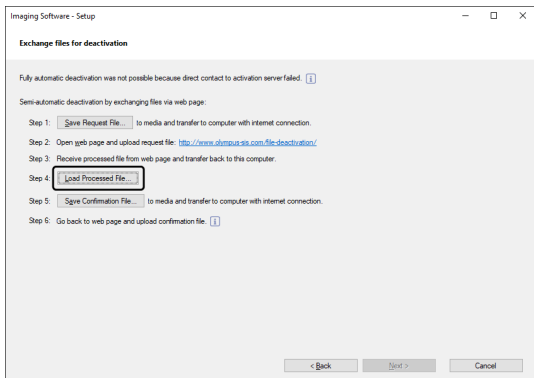 Imaging Software - Setup
Exchange files for deactivation
Fully automatic deactivation was not possible because direct contact to activation server failed. i
Semi-automatic deactivation by exchanging files via web page:
Step 1: Save Request File... to media and transfer to computer with internet connection.
Step 2: Open web page and upload request file: http://www.olympus-sis.com/file-deactivation/
Step 3: Receive processed file from web page and transfer back to this computer.
Step 4: Load Processed File...
Step 5: Save Confirmation File... to media and transfer to computer with internet connection.
Step 6: Go back to web page and upload confirmation file. i
< Back Next > Cancel